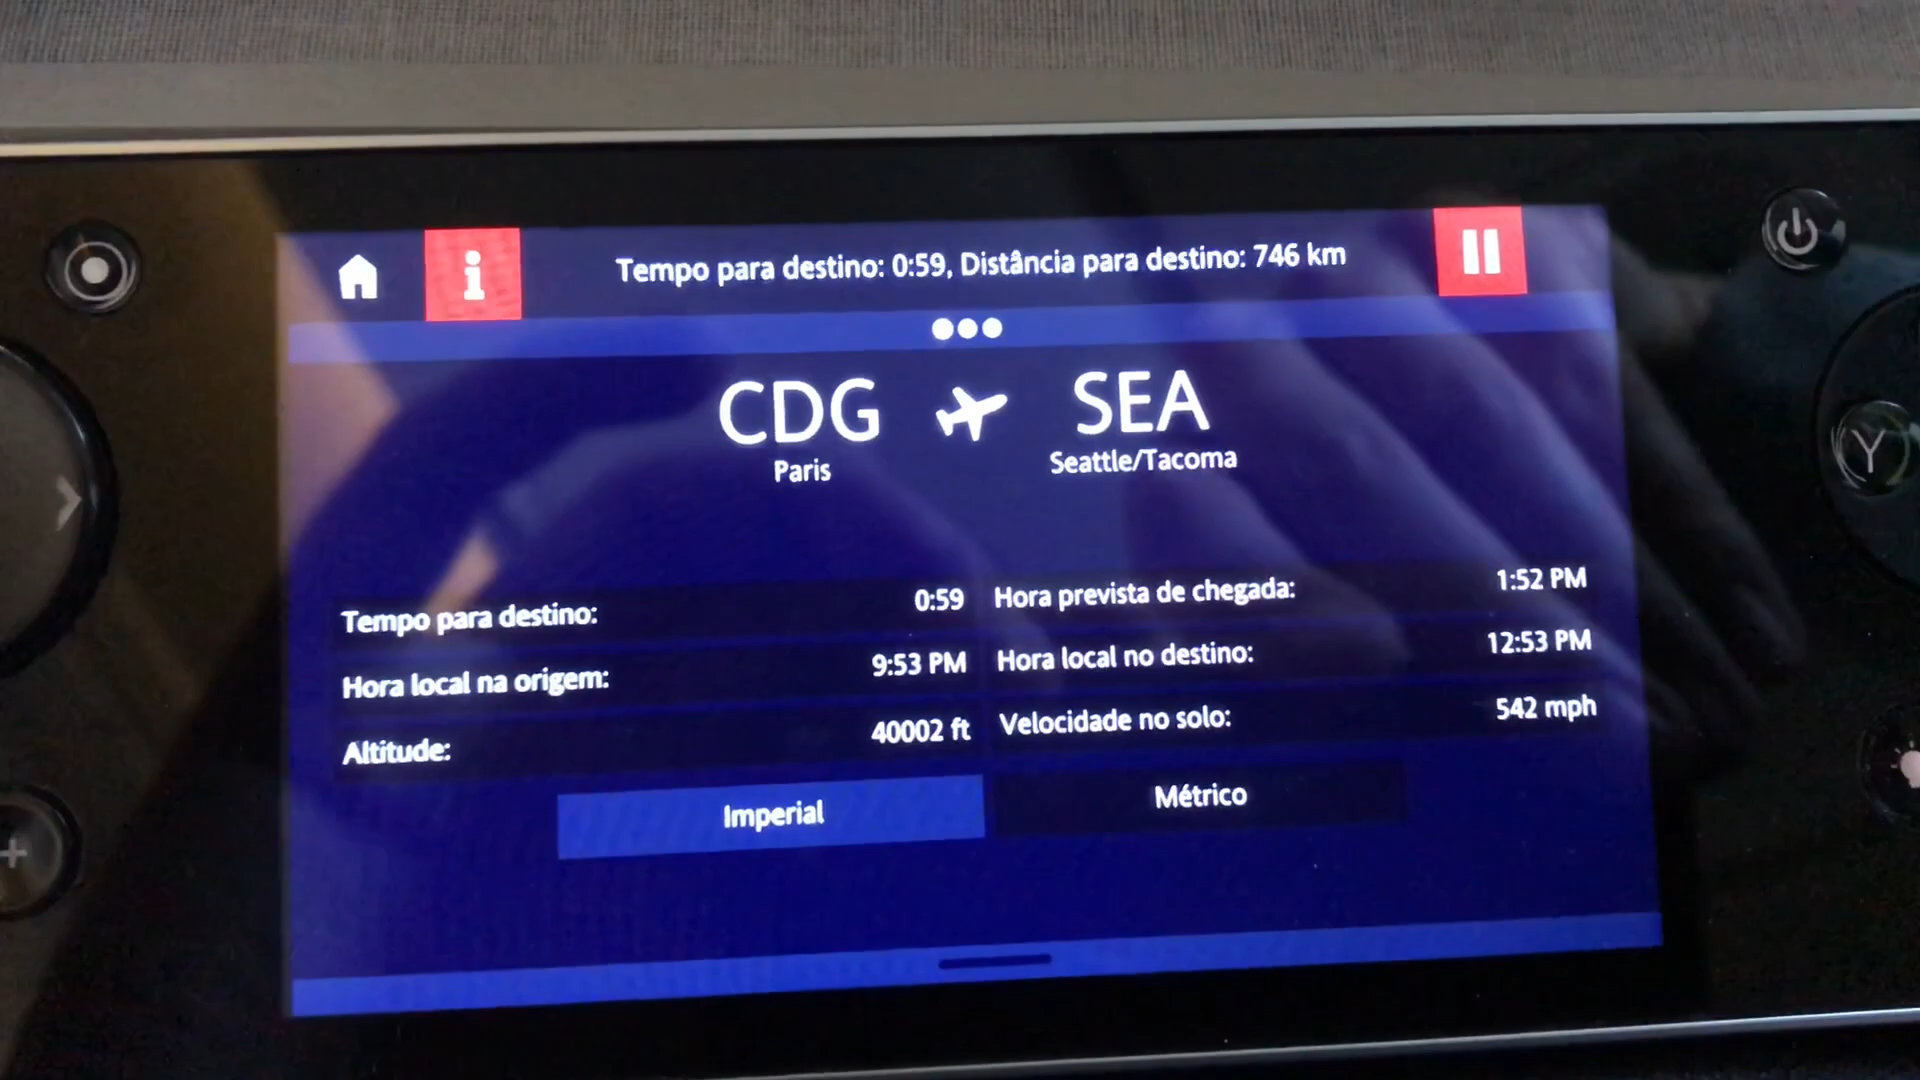 Tempo para destino: 0:59, Distância para destino: 746 km
CDG SEA
Paris Seattle/Tacoma
Tempo para destino: 0:59 Hora prevista de chegada: 1:52 PM
Hora local na origem: 9:53 PM Hora local no destino: 12:53 PM
Altitude: 40002 ft Velocidade no solo: 542 mph
Imperial Métrico
Y